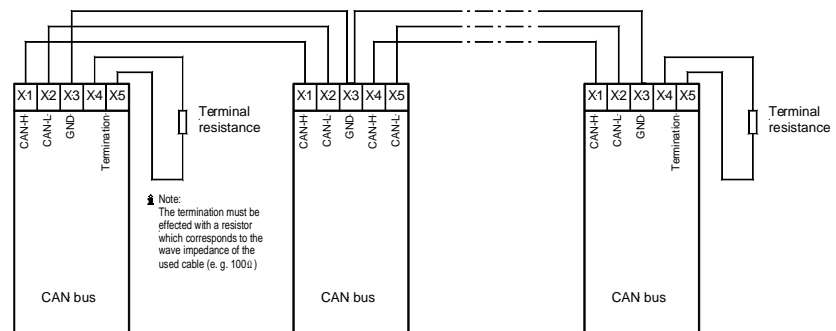 X1 X2 X3 X4 X5
CAN-H
CAN-L
GND
Termination
Terminal
resistance
Note:
The termination must be
effected with a resistor
which corresponds to the
wave impedance of the
used cable (e. g. 100Ω)
CAN bus
X1 X2 X3 X4 X5
CAN-H
CAN-L
GND
CAN-H
CAN-L
CAN bus
X1 X2 X3 X4 X5
CAN-H
CAN-L
GND
Termination
Terminal
resistance
CAN bus